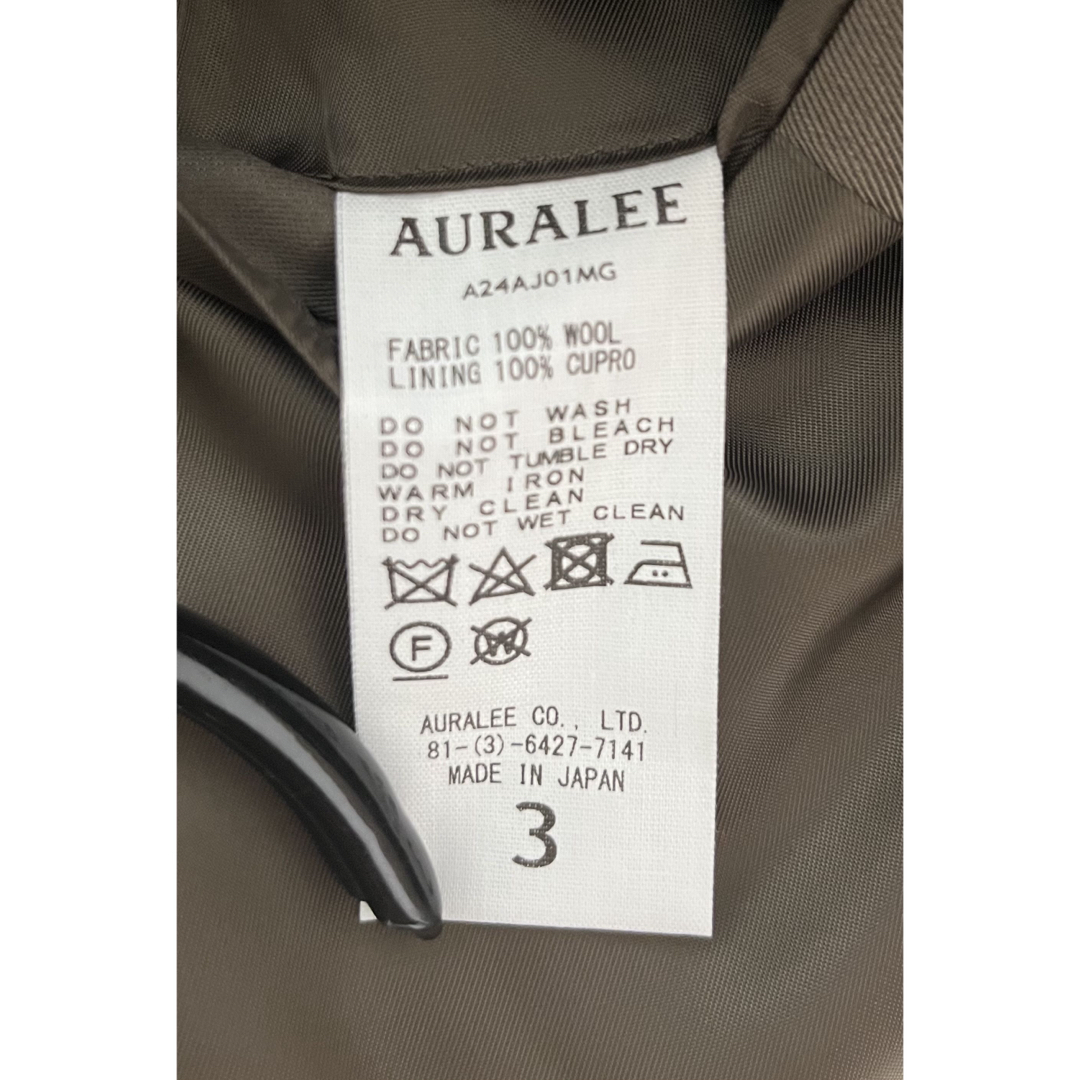 AURALEE
A24AJ01MG
FABRIC 100% WOOL
LINING 100% CUPRO
DO NOT WASH
DO NOT BLEACH
DO NOT TUMBLE DRY
WARM IRON
DRY CLEAN
DO NOT WET CLEAN
F W
AURALEE CO., LTD.
81-(3)-6427-7141
MADE IN JAPAN
3